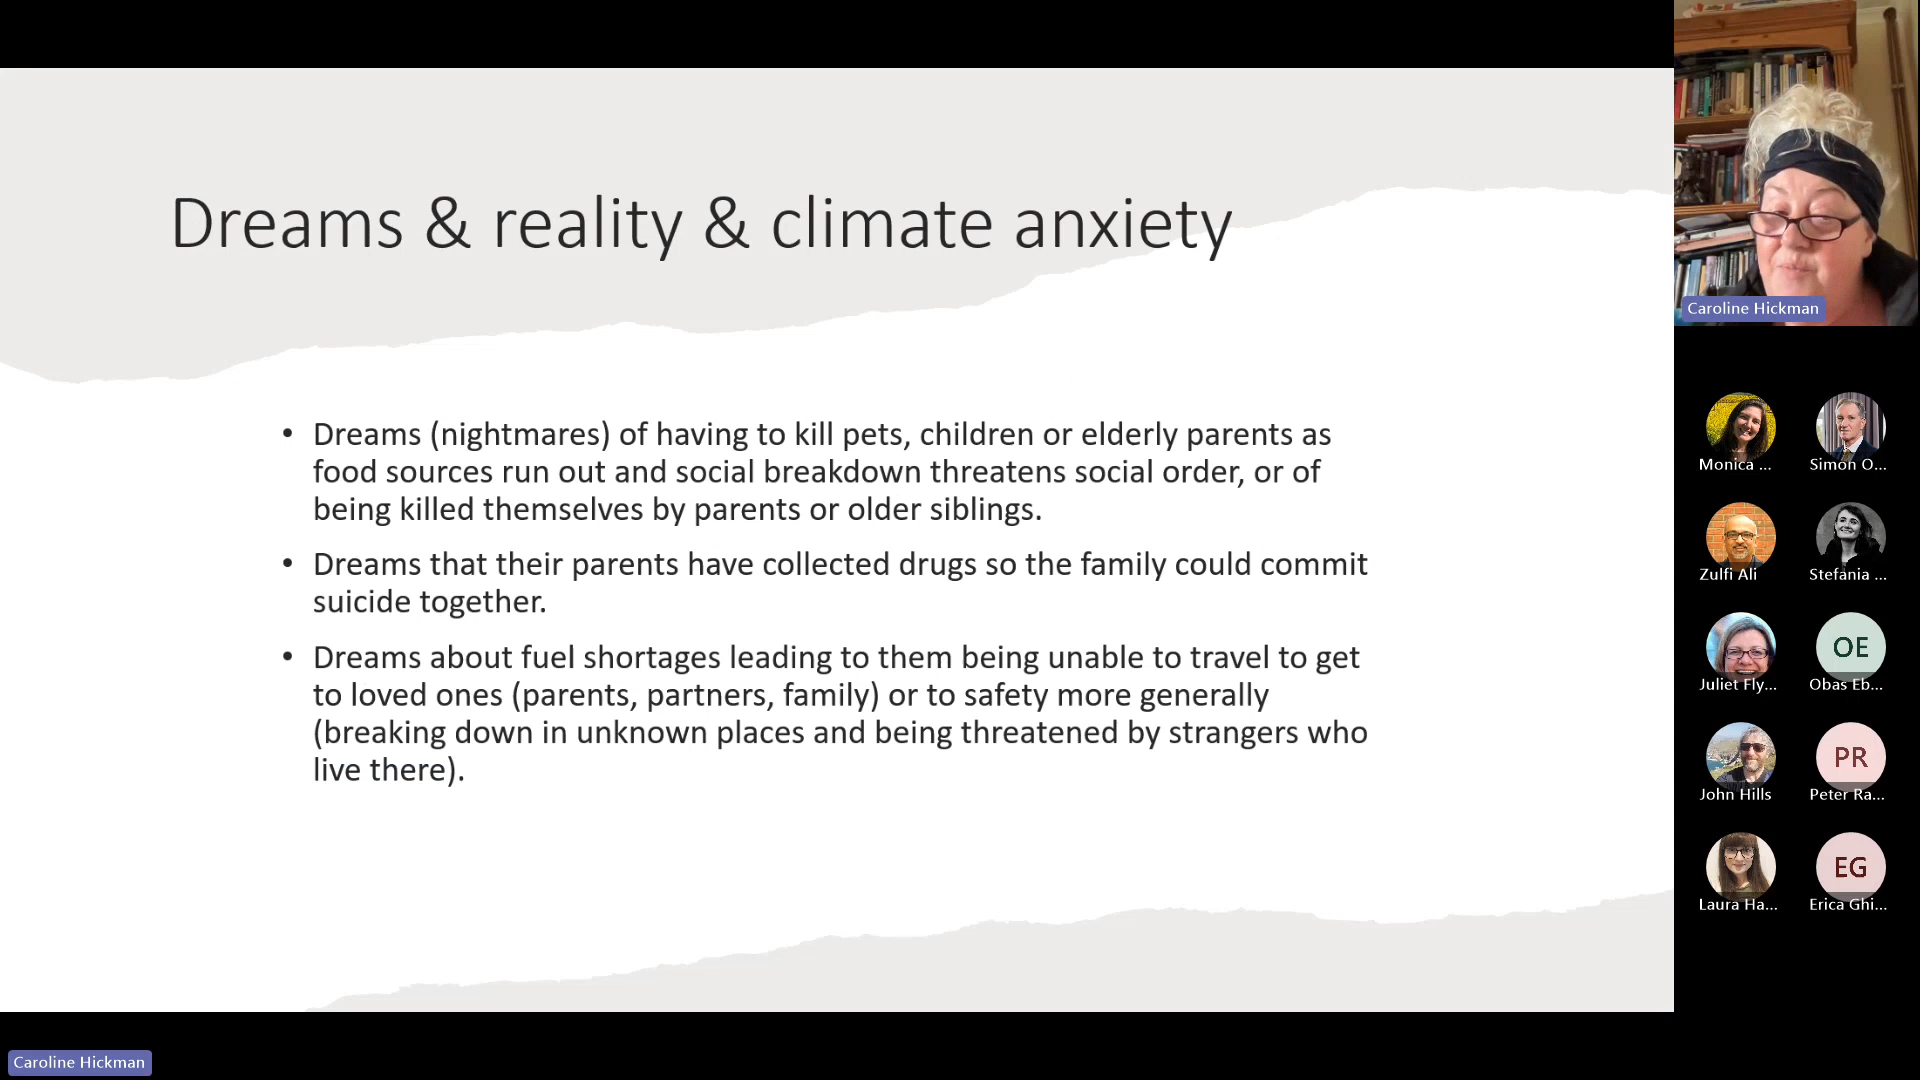 Dreams & reality & climate anxiety
• Dreams (nightmares) of having to kill pets, children or elderly parents as
food sources run out and social breakdown threatens social order, or of
being killed themselves by parents or older siblings.
• Dreams that their parents have collected drugs so the family could commit
suicide together.
• Dreams about fuel shortages leading to them being unable to travel to get
to loved ones (parents, partners, family) or to safety more generally
(breaking down in unknown places and being threatened by strangers who
live there).
Caroline Hickman
Monica ...
Simon O...
Zulfi Ali
Stefania ...
Juliet Fly...
OE
Obas Eb...
John Hills
PR
Peter Ra...
Laura Ha...
EG
Erica Ghi...
Caroline Hickman